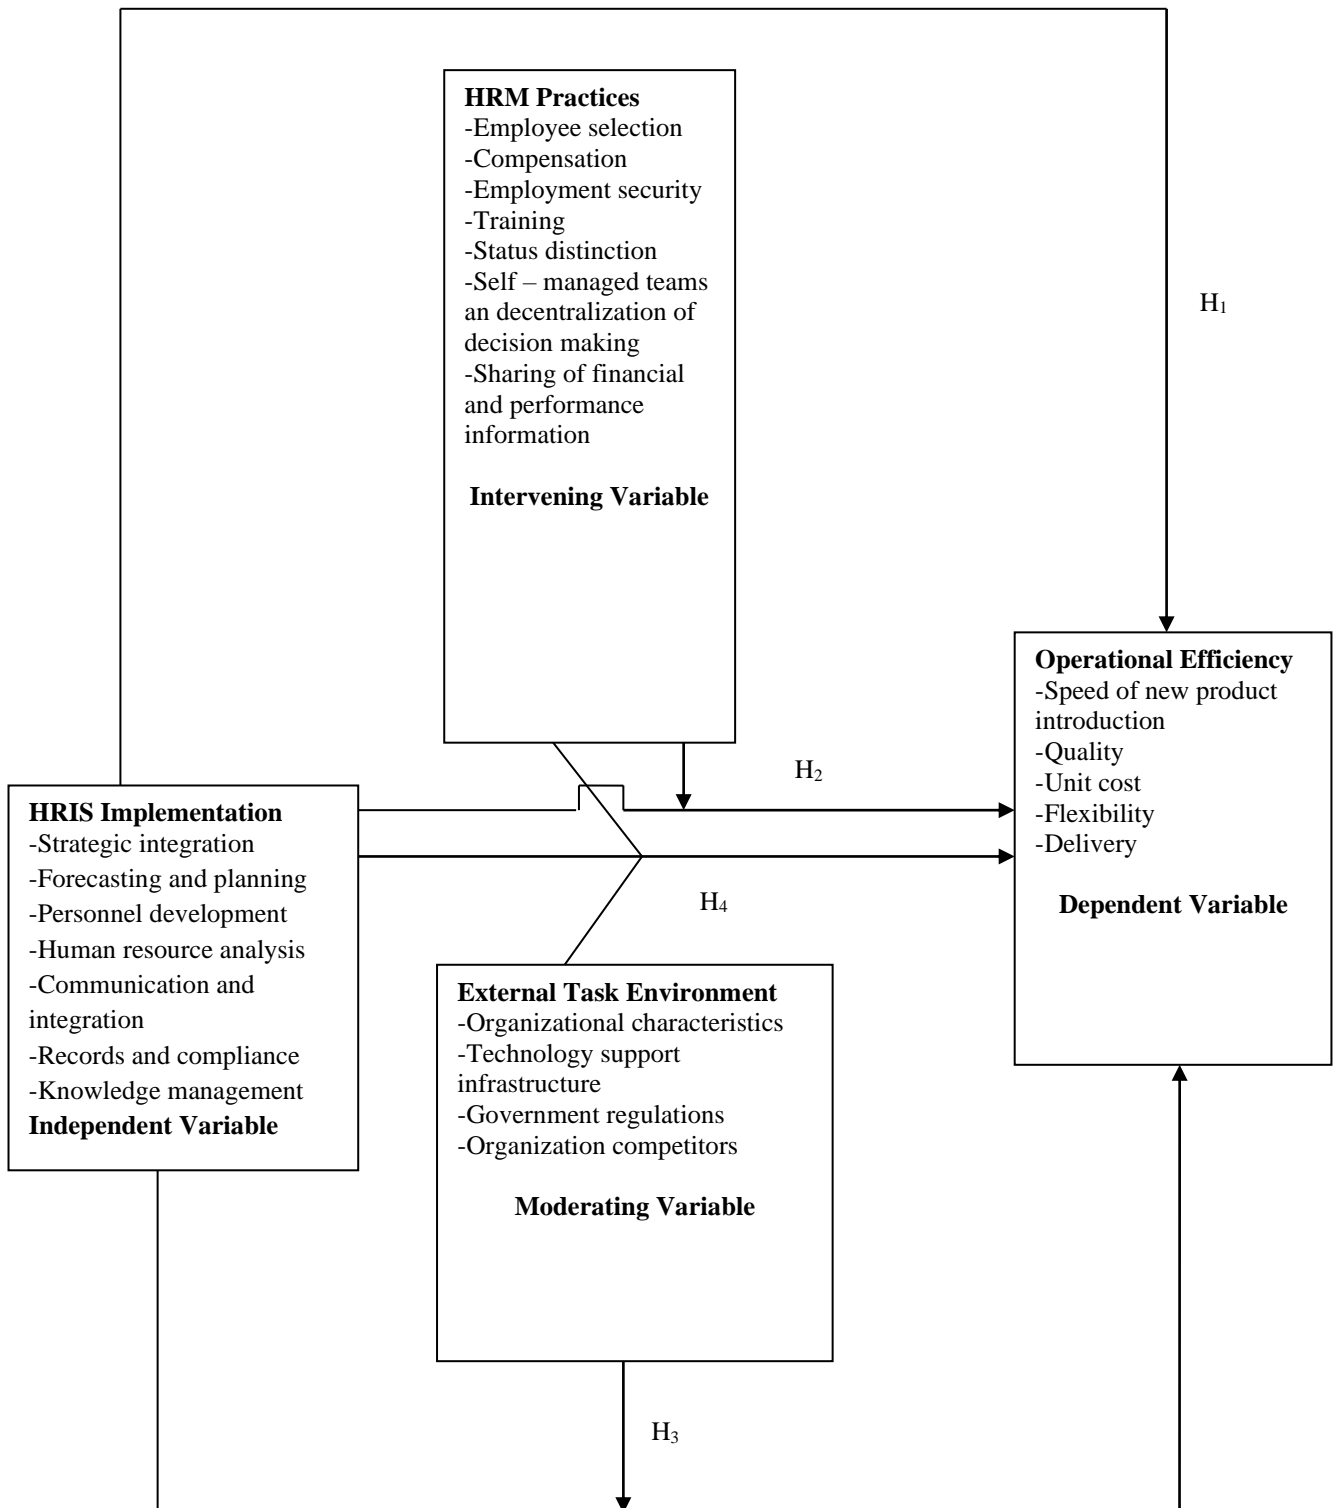 HRM Practices
-Employee selection
-Compensation
-Employment security
-Training
-Status distinction
-Self – managed teams
an decentralization of
decision making
-Sharing of financial
and performance
information
Intervening Variable
H₁
Operational Efficiency
-Speed of new product
introduction
-Quality
-Unit cost
-Flexibility
-Delivery
Dependent Variable
H₂
HRIS Implementation
-Strategic integration
-Forecasting and planning
-Personnel development
-Human resource analysis
-Communication and
integration
-Records and compliance
-Knowledge management
Independent Variable
H₄
External Task Environment
-Organizational characteristics
-Technology support
infrastructure
-Government regulations
-Organization competitors
Moderating Variable
H₃